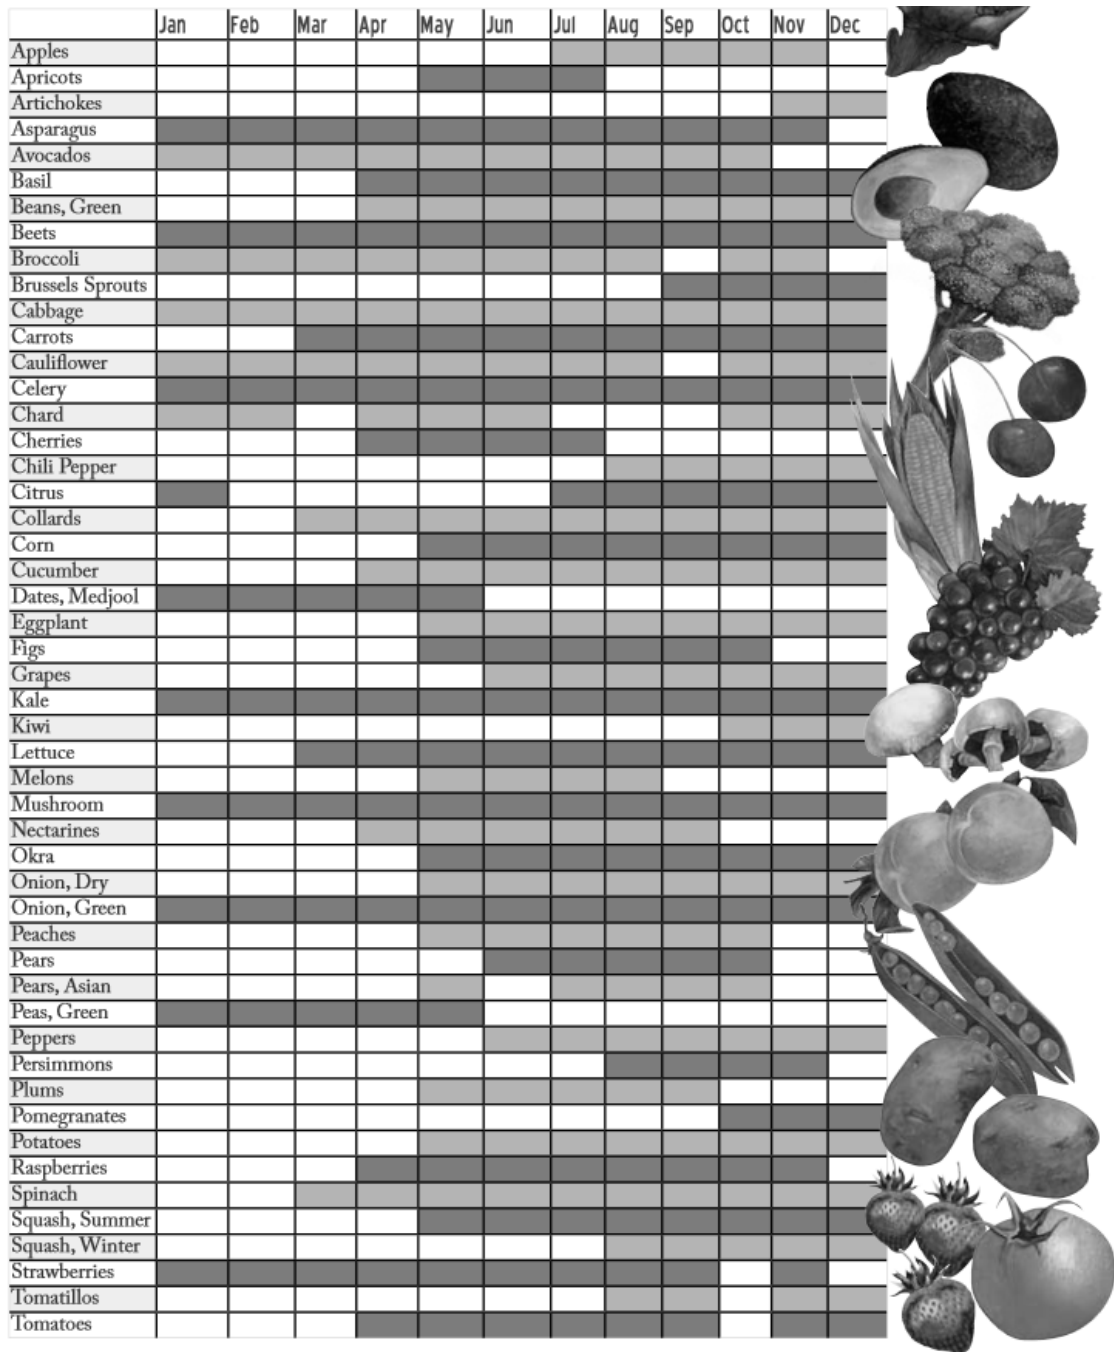 Jan Feb Mar Apr May Jun Jul Aug Sep Oct Nov Dec
Apples
Apricots
Artichokes
Asparagus
Avocados
Basil
Beans, Green
Beets
Broccoli
Brussels Sprouts
Cabbage
Carrots
Cauliflower
Celery
Chard
Cherries
Chili Pepper
Citrus
Collards
Corn
Cucumber
Dates, Medjool
Eggplant
Figs
Grapes
Kale
Kiwi
Lettuce
Melons
Mushroom
Nectarines
Okra
Onion, Dry
Onion, Green
Peaches
Pears
Pears, Asian
Peas, Green
Peppers
Persimmons
Plums
Pomegranates
Potatoes
Raspberries
Spinach
Squash, Summer
Squash, Winter
Strawberries
Tomatillos
Tomatoes